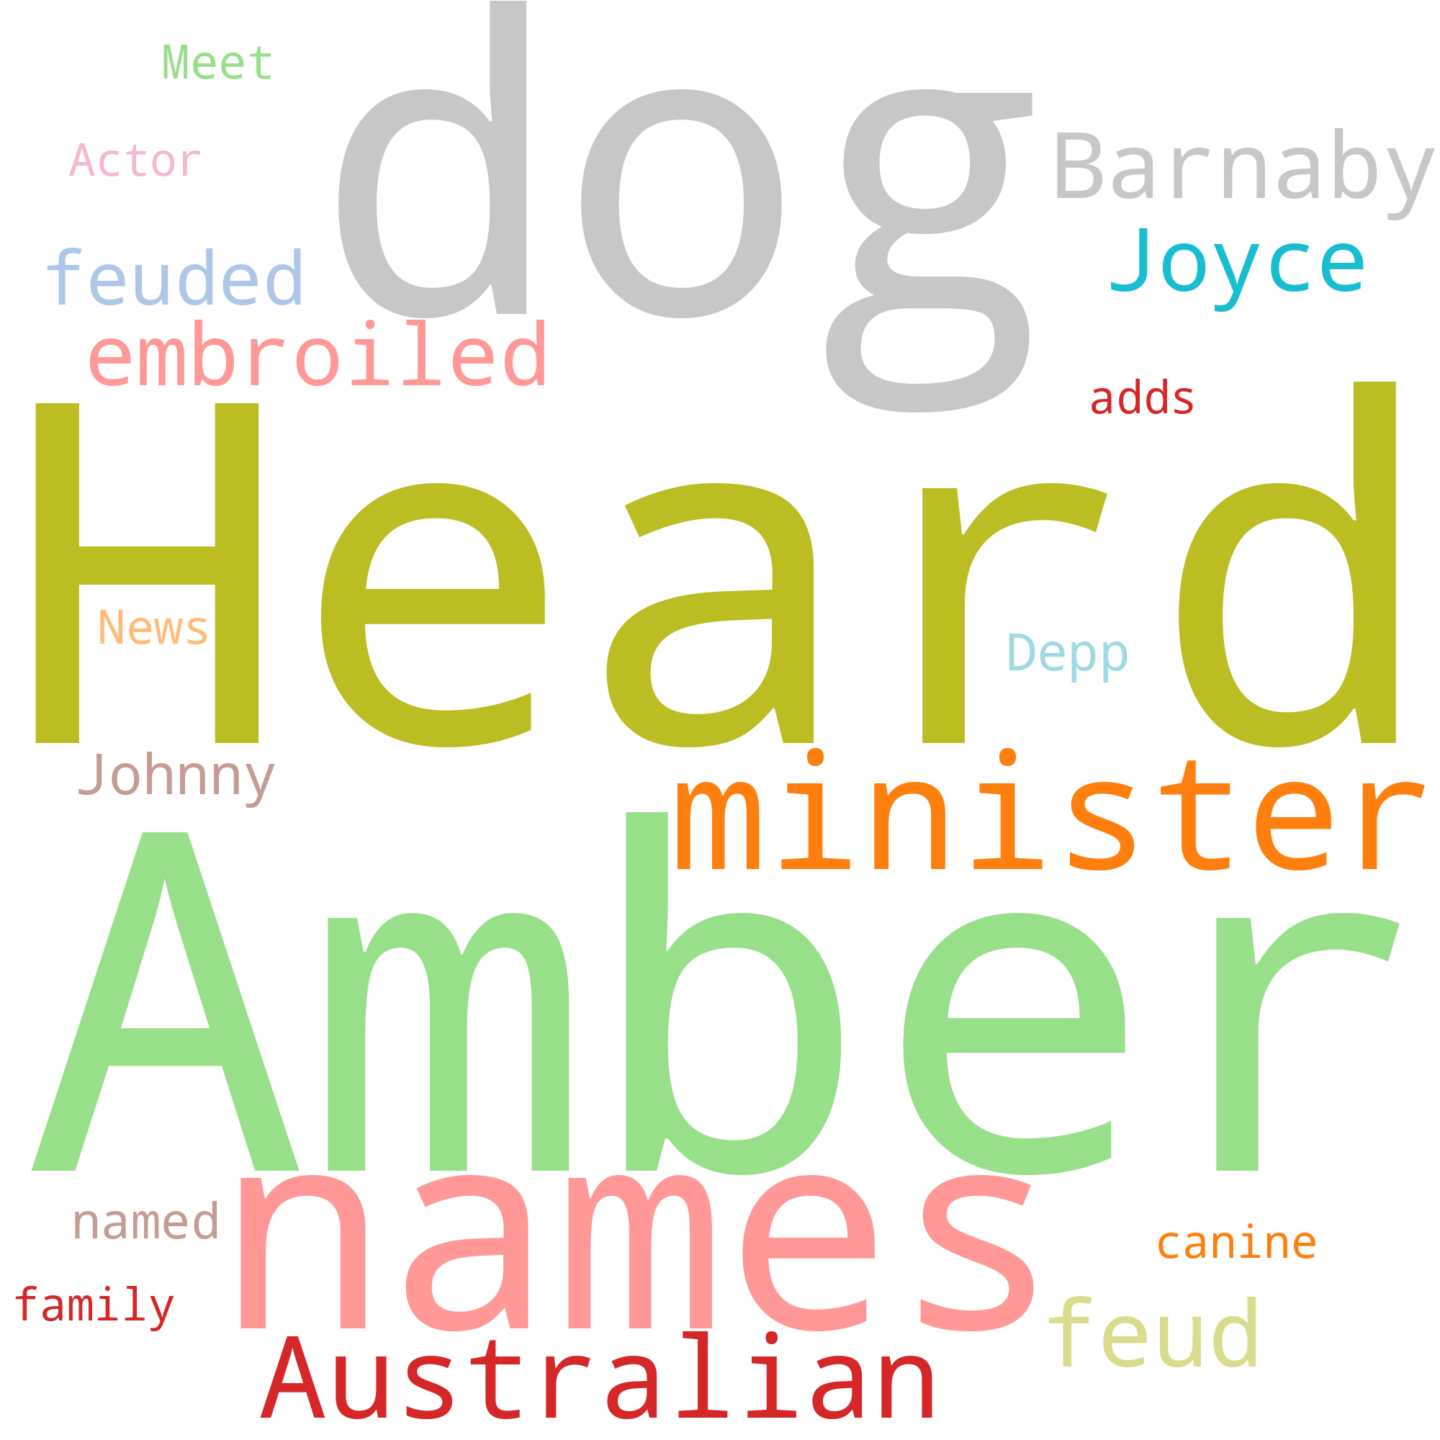 Meet
dog
Barnaby
Actor
Joyce
feuded
embroiled
adds
Heard
News
Depp
Johnny
minister
Amber
names
named
canine
family
feud
Australian